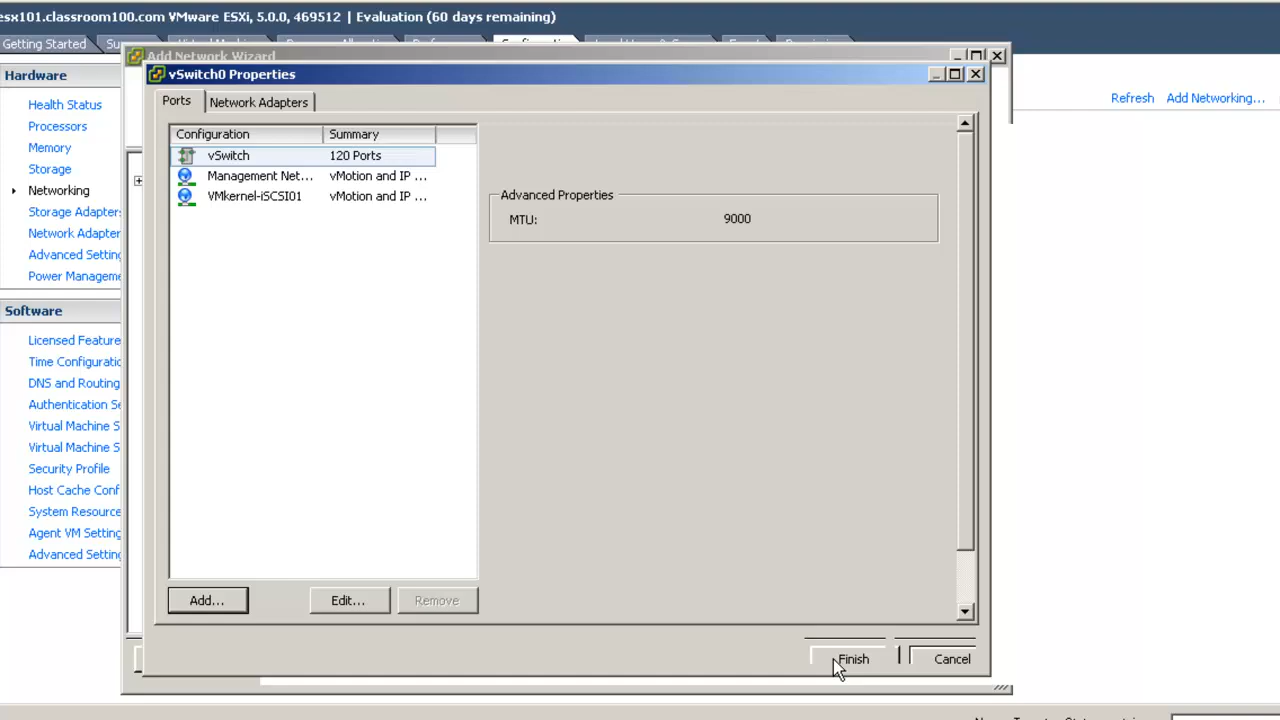 esx101.classroom100.com VMware ESXi, 5.0.0, 469512 | Evaluation (60 days remaining)
Getting Started
Add Network Wizard
vSwitch0 Properties
Hardware
Health Status
Processors
Memory
Storage
Networking
Storage Adapters
Network Adapter
Advanced Settin
Power Manageme
Software
Licensed Feature
Time Configuratio
DNS and Routing
Authentication Se
Virtual Machine S
Virtual Machine S
Security Profile
Host Cache Conf
System Resource
Agent VM Setting
Advanced Setting
Ports
Network Adapters
Configuration Summary
vSwitch 120 Ports
Management Net... vMotion and IP ...
VMkernel-iSCSI01 vMotion and IP ...
Advanced Properties
MTU: 9000
Add... Edit... Remove
Finish Cancel
Refresh Add Networking...